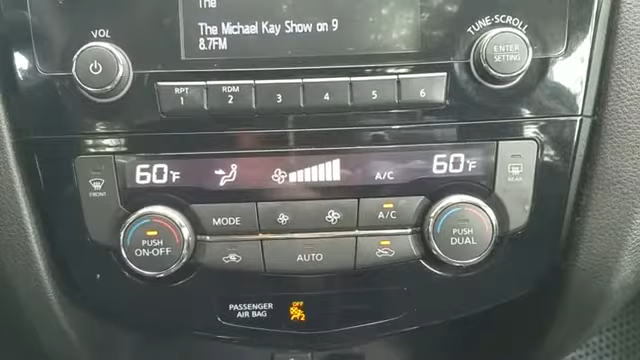 The
The Michael Kay Show on 9
8.7FM
VOL
TUNE·SCROLL
ENTER
SETTING
RPT
1
RDM
2
3
4
5
6
60°F
A/C
60°F
FRONT
REAR
MODE
A/C
PUSH
ON·OFF
AUTO
PUSH
DUAL
PASSENGER
AIR BAG
OFF
2